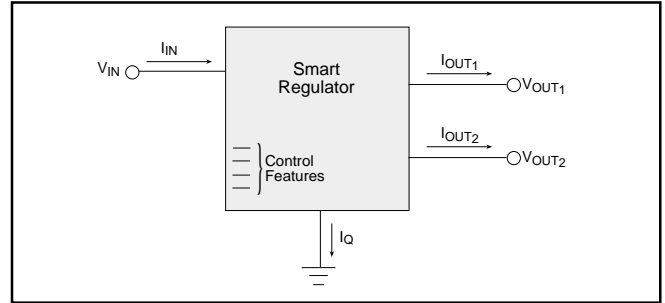 I_IN
V_IN
Smart
Regulator
I_OUT1
V_OUT1
I_OUT2
V_OUT2
Control
Features
I_Q